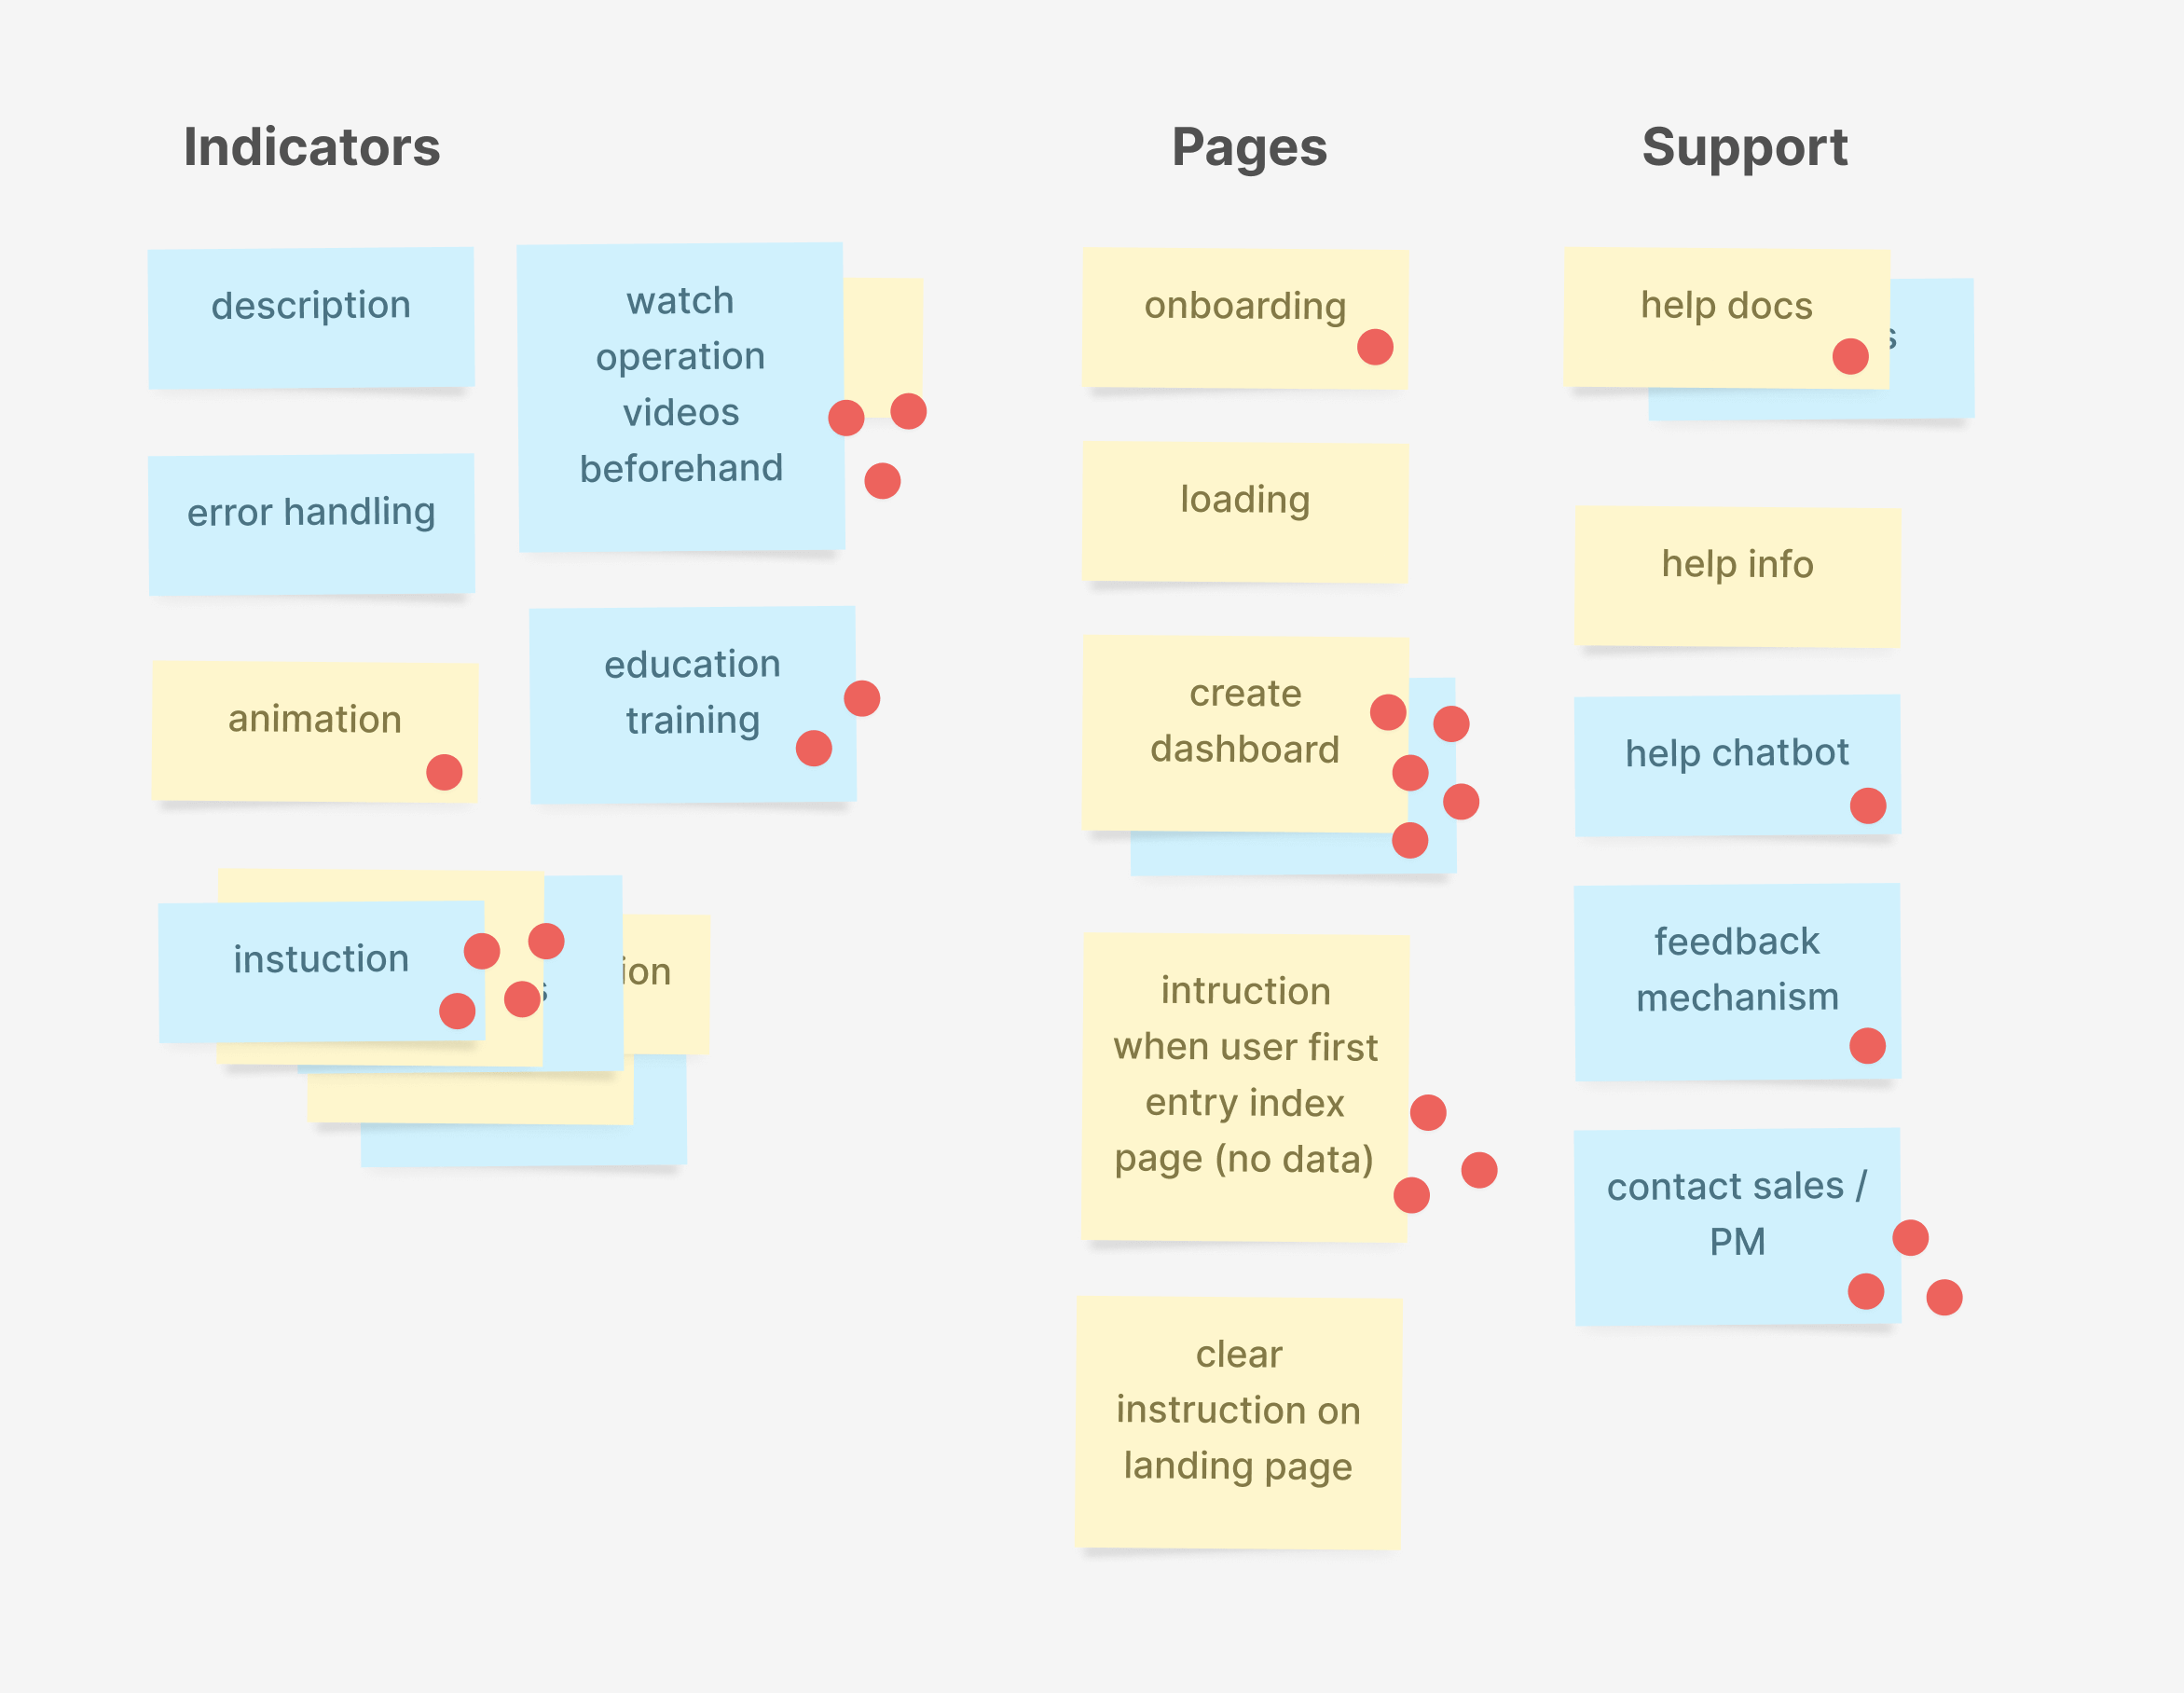 Indicators
description
error handling
animation
instuction
ion
s
watch
operation
videos
beforehand
education
training
Pages
onboarding
loading
create
dashboard
intruction
when user first
entry index
page (no data)
clear
instruction on
landing page
Support
help docs
s
help info
help chatbot
feedback
mechanism
contact sales /
PM